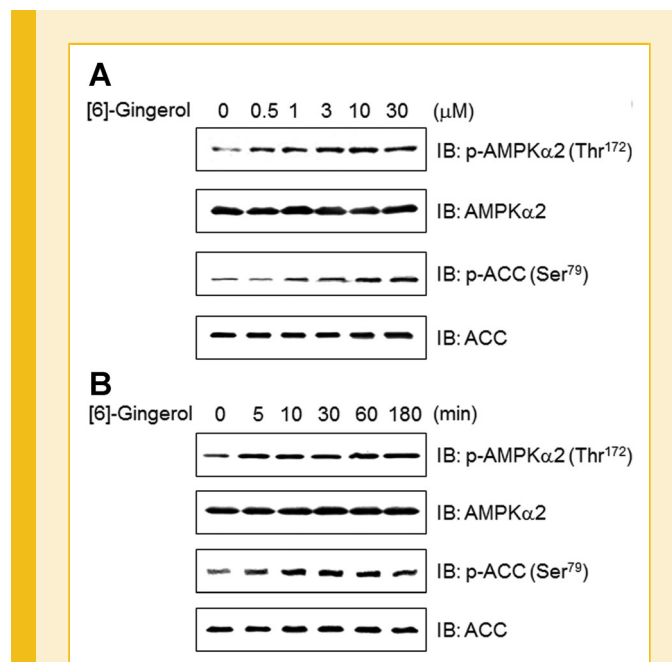 A
[6]-Gingerol 0 0.5 1 3 10 30 (μM)
IB: p-AMPKα2 (Thr¹⁷²)
IB: AMPKα2
IB: p-ACC (Ser⁷⁹)
IB: ACC
B
[6]-Gingerol 0 5 10 30 60 180 (min)
IB: p-AMPKα2 (Thr¹⁷²)
IB: AMPKα2
IB: p-ACC (Ser⁷⁹)
IB: ACC